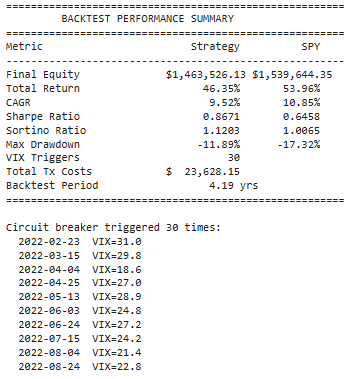 ================================================
BACKTEST PERFORMANCE SUMMARY
================================================
Metric Strategy SPY
------------------------------------------------
Final Equity $1,463,526.13 $1,539,644.35
Total Return 46.35% 53.96%
CAGR 9.52% 10.85%
Sharpe Ratio 0.8671 0.6458
Sortino Ratio 1.1203 1.0065
Max Drawdown -11.89% -17.32%
VIX Triggers 30
Total Tx Costs $ 23,628.15
Backtest Period 4.19 yrs
================================================
Circuit breaker triggered 30 times:
2022-02-23 VIX=31.0
2022-03-15 VIX=29.8
2022-04-04 VIX=18.6
2022-04-25 VIX=27.0
2022-05-13 VIX=28.9
2022-06-03 VIX=24.8
2022-06-24 VIX=27.2
2022-07-15 VIX=24.2
2022-08-04 VIX=21.4
2022-08-24 VIX=22.8